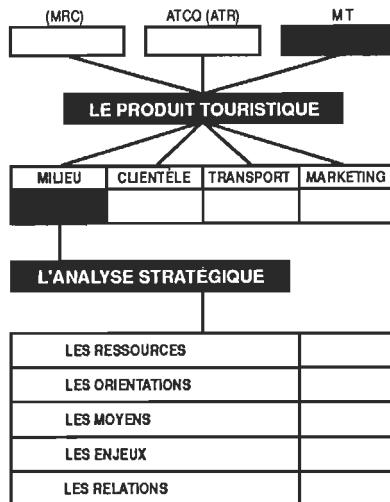 (MRC) ATCQ (ATR) MT
LE PRODUIT TOURISTIQUE
MILIEU CLIENTÈLE TRANSPORT MARKETING
L'ANALYSE STRATÉGIQUE
LES RESSOURCES
LES ORIENTATIONS
LES MOYENS
LES ENJEUX
LES RELATIONS